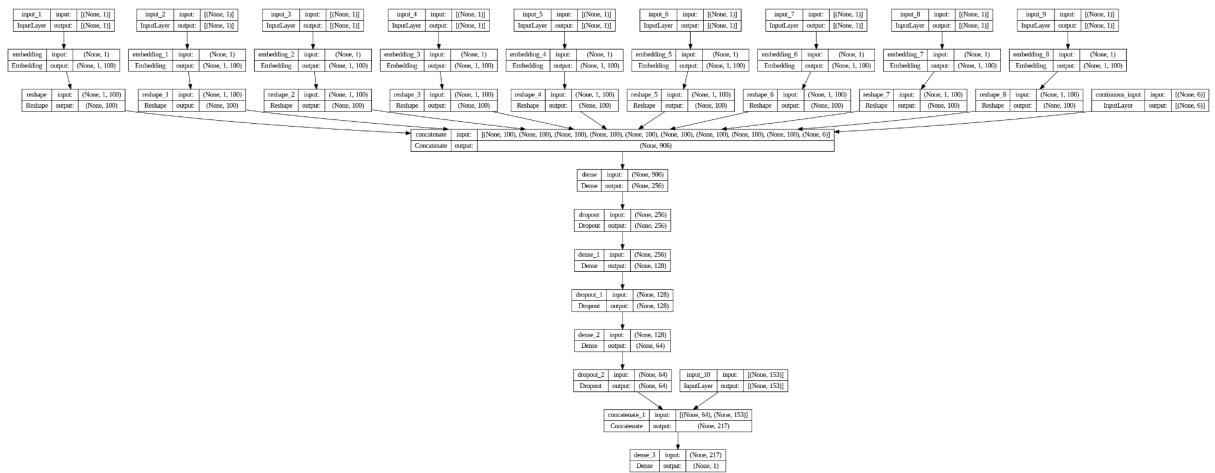 input_1 input: [(None, 1)] input_2 input: [(None, 1)] input_3 input: [(None, 1)] input_4 input: [(None, 1)] input_5 input: [(None, 1)] input_6 input: [(None, 1)] input_7 input: [(None, 1)] input_8 input: [(None, 1)] input_9 input: [(None, 1)]
InputLayer output: [(None, 1)] InputLayer output: [(None, 1)] InputLayer output: [(None, 1)] InputLayer output: [(None, 1)] InputLayer output: [(None, 1)] InputLayer output: [(None, 1)] InputLayer output: [(None, 1)] InputLayer output: [(None, 1)] InputLayer output: [(None, 1)]
embedding input: (None, 1) embedding_1 input: (None, 1) embedding_2 input: (None, 1) embedding_3 input: (None, 1) embedding_4 input: (None, 1) embedding_5 input: (None, 1) embedding_6 input: (None, 1) embedding_7 input: (None, 1) embedding_8 input: (None, 1)
Embedding output: (None, 1, 100) Embedding output: (None, 1, 100) Embedding output: (None, 1, 100) Embedding output: (None, 1, 100) Embedding output: (None, 1, 100) Embedding output: (None, 1, 100) Embedding output: (None, 1, 100) Embedding output: (None, 1, 100) Embedding output: (None, 1, 100)
reshape input: (None, 1, 100) reshape_1 input: (None, 1, 100) reshape_2 input: (None, 1, 100) reshape_3 input: (None, 1, 100) reshape_4 input: (None, 1, 100) reshape_5 input: (None, 1, 100) reshape_6 input: (None, 1, 100) reshape_7 input: (None, 1, 100) reshape_8 input: (None, 1, 100) continuous_input input: [(None, 6)]
Reshape output: (None, 100) Reshape output: (None, 100) Reshape output: (None, 100) Reshape output: (None, 100) Reshape output: (None, 100) Reshape output: (None, 100) Reshape output: (None, 100) Reshape output: (None, 100) Reshape output: (None, 100) InputLayer output: [(None, 6)]
concatenate input: [(None, 100), (None, 100), (None, 100), (None, 100), (None, 100), (None, 100), (None, 100), (None, 100), (None, 100), (None, 6)]
Concatenate output: (None, 906)
dense input: (None, 906)
Dense output: (None, 256)
dropout input: (None, 256)
Dropout output: (None, 256)
dense_1 input: (None, 256)
Dense output: (None, 128)
dropout_1 input: (None, 128)
Dropout output: (None, 128)
dense_2 input: (None, 128)
Dense output: (None, 64)
dropout_2 input: (None, 64) input_10 input: [(None, 153)]
Dropout output: (None, 64) InputLayer output: [(None, 153)]
concatenate_1 input: [(None, 64), (None, 153)]
Concatenate output: (None, 217)
dense_3 input: (None, 217)
Dense output: (None, 1)